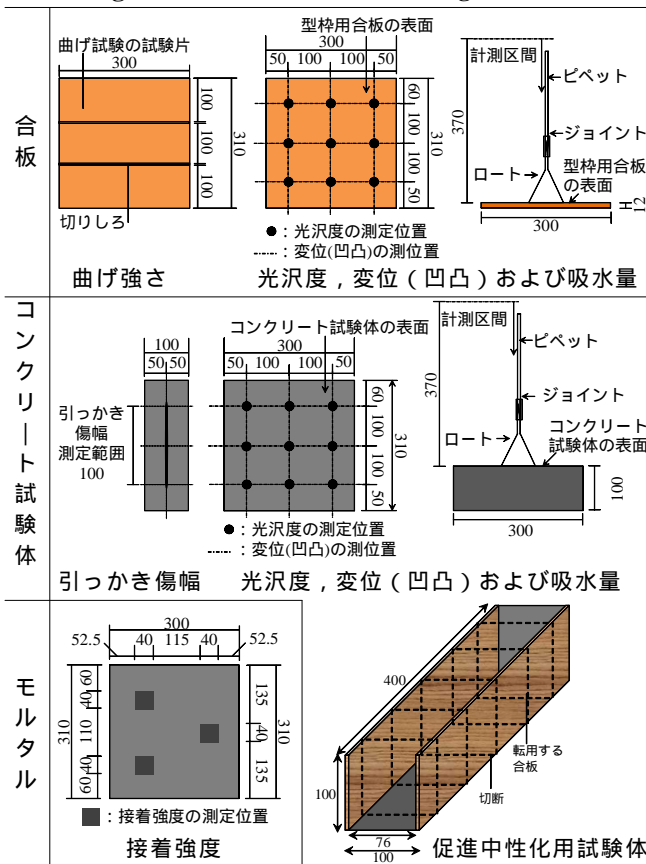 合板
曲げ試験の試験片
300
100
100
100
310
切りしろ
曲げ強さ
型枠用合板の表面
300
50 100 100 50
60
100
100
50
310
●：光沢度の測定位置
-----：変位(凹凸)の測位置
計測区間
ピペット
370
ジョイント
ロート
型枠用合板
の表面
12
300
光沢度，変位（凹凸）および吸水量
コンクリート試験体
100
50 50
引っかき
傷幅
測定範囲
100
引っかき傷幅
コンクリート試験体の表面
300
50 100 100 50
60
100
100
50
310
●：光沢度の測定位置
-----：変位(凹凸)の測位置
計測区間
ピペット
370
ジョイント
ロート
コンクリート
試験体の表面
100
300
光沢度，変位（凹凸）および吸水量
モルタル
300
52.5 40 115 40 52.5
310
60
40
110
40
60
135
40
135
310
■：接着強度の測定位置
接着強度
400
転用する
合板
切断
100
76
100
促進中性化用試験体